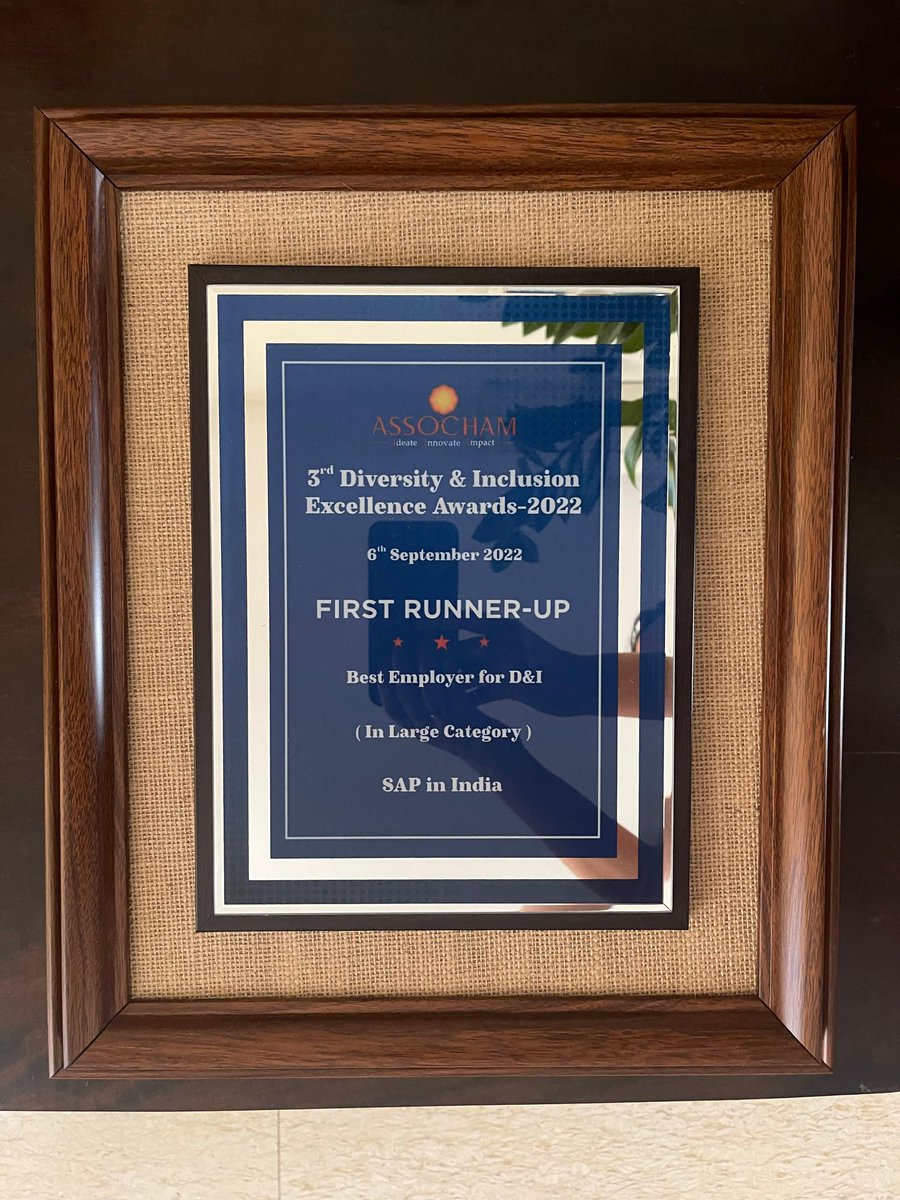 ASSOCHAM
Ideate Innovate Impact
3rd Diversity & Inclusion
Excellence Awards-2022
6th September 2022
FIRST RUNNER-UP
Best Employer for D&I
( In Large Category )
SAP in India